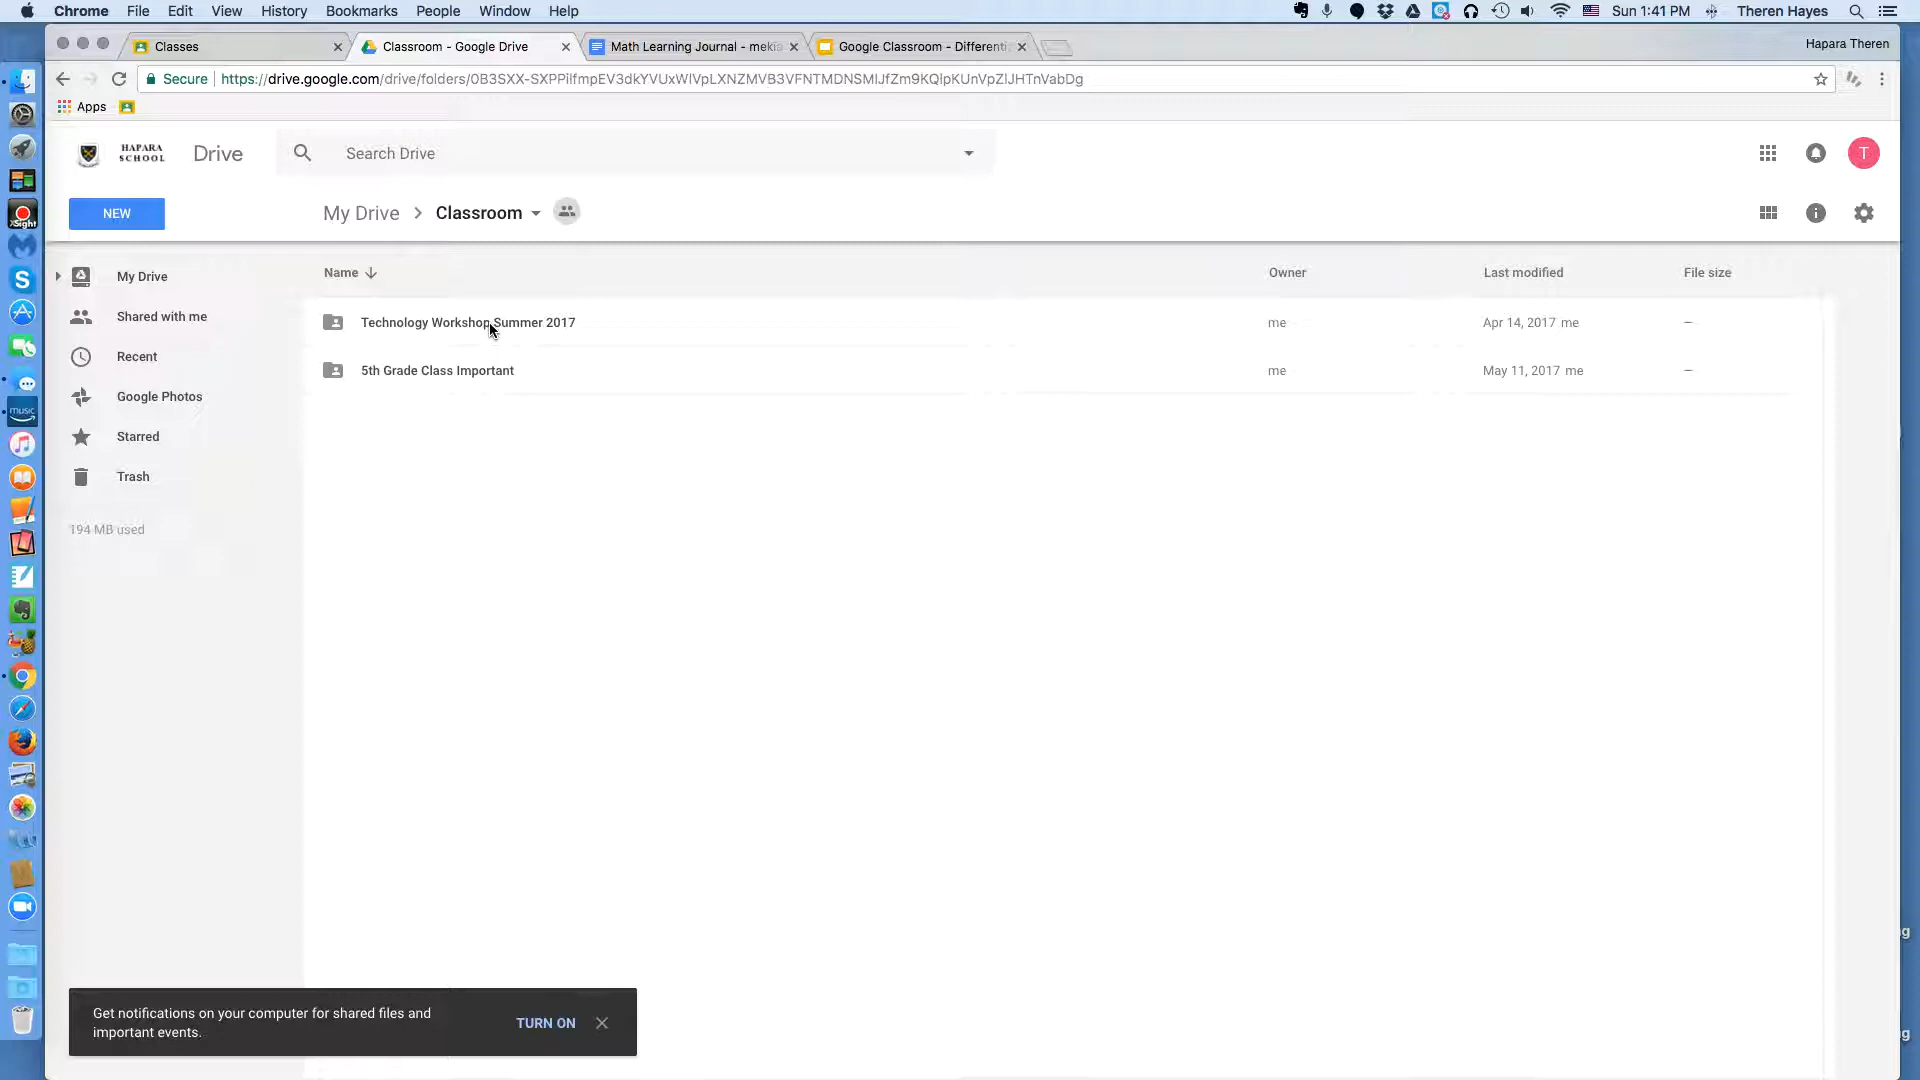 Chrome File Edit View History Bookmarks People Window Help Sun 1:41 PM Theren Hayes
Classes Classroom - Google Drive Math Learning Journal - mekis Google Classroom - Differenti Hapara Theren
Secure https://drive.google.com/drive/folders/0B3SXX-SXPPiIfmpEV3dkYVUxWlVpLXNZMVB3VFNTMDNSMlJfZm9KQlpKUnVpZlJHTnVabDg
Apps
HAPARA
SCHOOL
Drive
Search Drive
T
NEW
My Drive > Classroom
My Drive
Shared with me
Recent
Google Photos
Starred
Trash
194 MB used
Name Owner Last modified File size
Technology Workshop Summer 2017 me Apr 14, 2017 me —
5th Grade Class Important me May 11, 2017 me —
Get notifications on your computer for shared files and
important events.
TURN ON